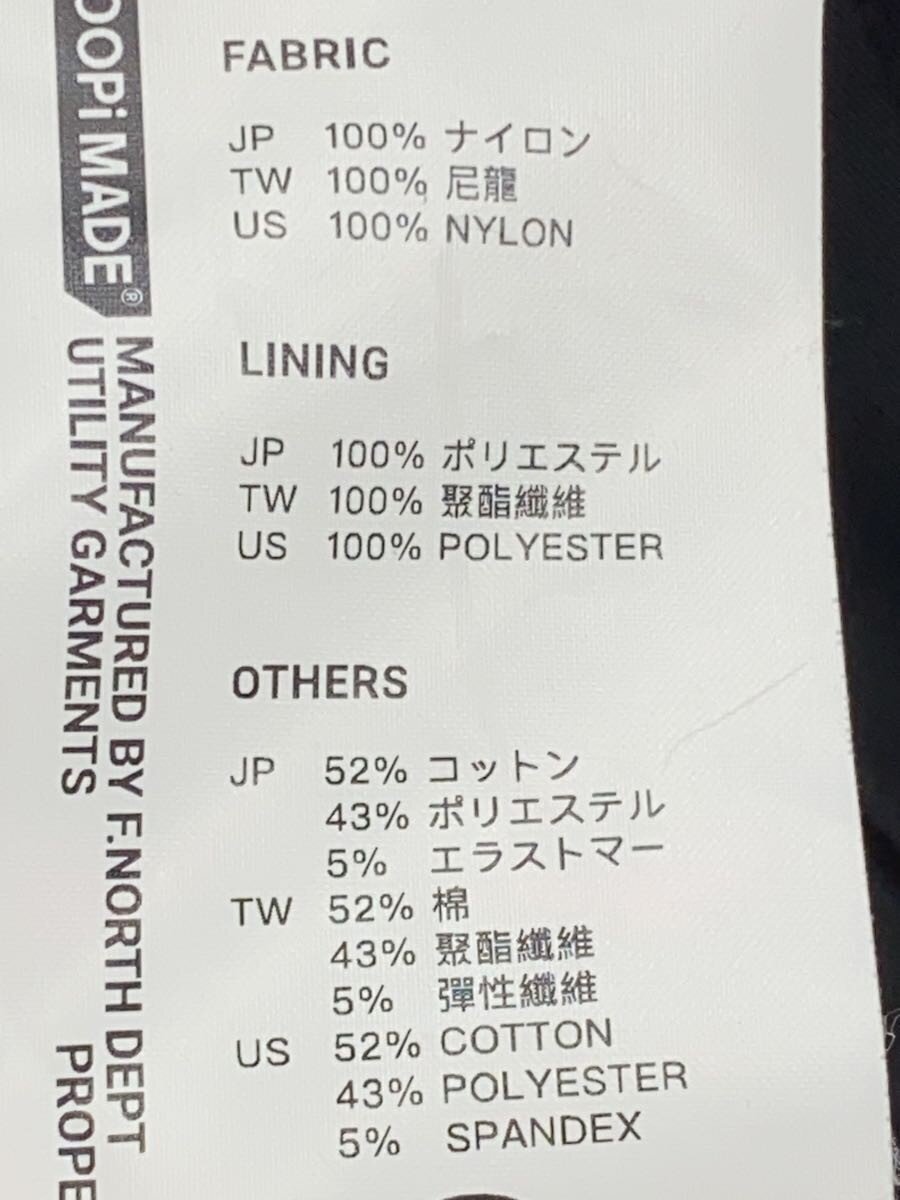 FABRIC
JP 100% ナイロン
TW 100% 尼龍
US 100% NYLON
LINING
JP 100% ポリエステル
TW 100% 聚酯纖維
US 100% POLYESTER
OTHERS
JP 52% コットン
43% ポリエステル
5% エラストマー
TW 52% 棉
43% 聚酯纖維
5% 彈性纖維
US 52% COTTON
43% POLYESTER
5% SPANDEX
OOPi MADE®
MANUFACTURED BY F.NORTH DEPT
UTILITY GARMENTS
PROPE